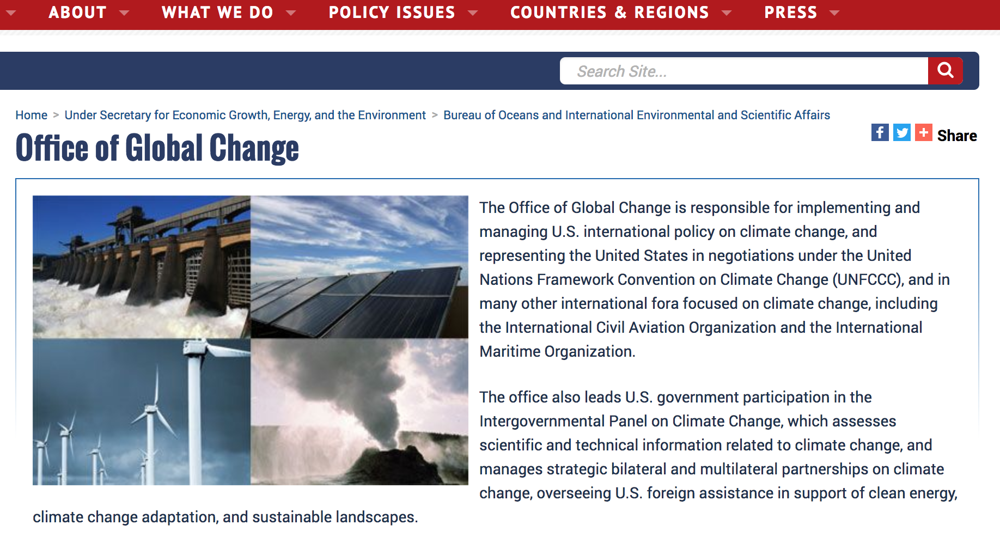 ABOUT WHAT WE DO POLICY ISSUES COUNTRIES & REGIONS PRESS
Search Site...
Home > Under Secretary for Economic Growth, Energy, and the Environment > Bureau of Oceans and International Environmental and Scientific Affairs
Share
Office of Global Change
The Office of Global Change is responsible for implementing and
managing U.S. international policy on climate change, and
representing the United States in negotiations under the United
Nations Framework Convention on Climate Change (UNFCCC), and in
many other international fora focused on climate change, including
the International Civil Aviation Organization and the International
Maritime Organization.
The office also leads U.S. government participation in the
Intergovernmental Panel on Climate Change, which assesses
scientific and technical information related to climate change, and
manages strategic bilateral and multilateral partnerships on climate
change, overseeing U.S. foreign assistance in support of clean energy,
climate change adaptation, and sustainable landscapes.